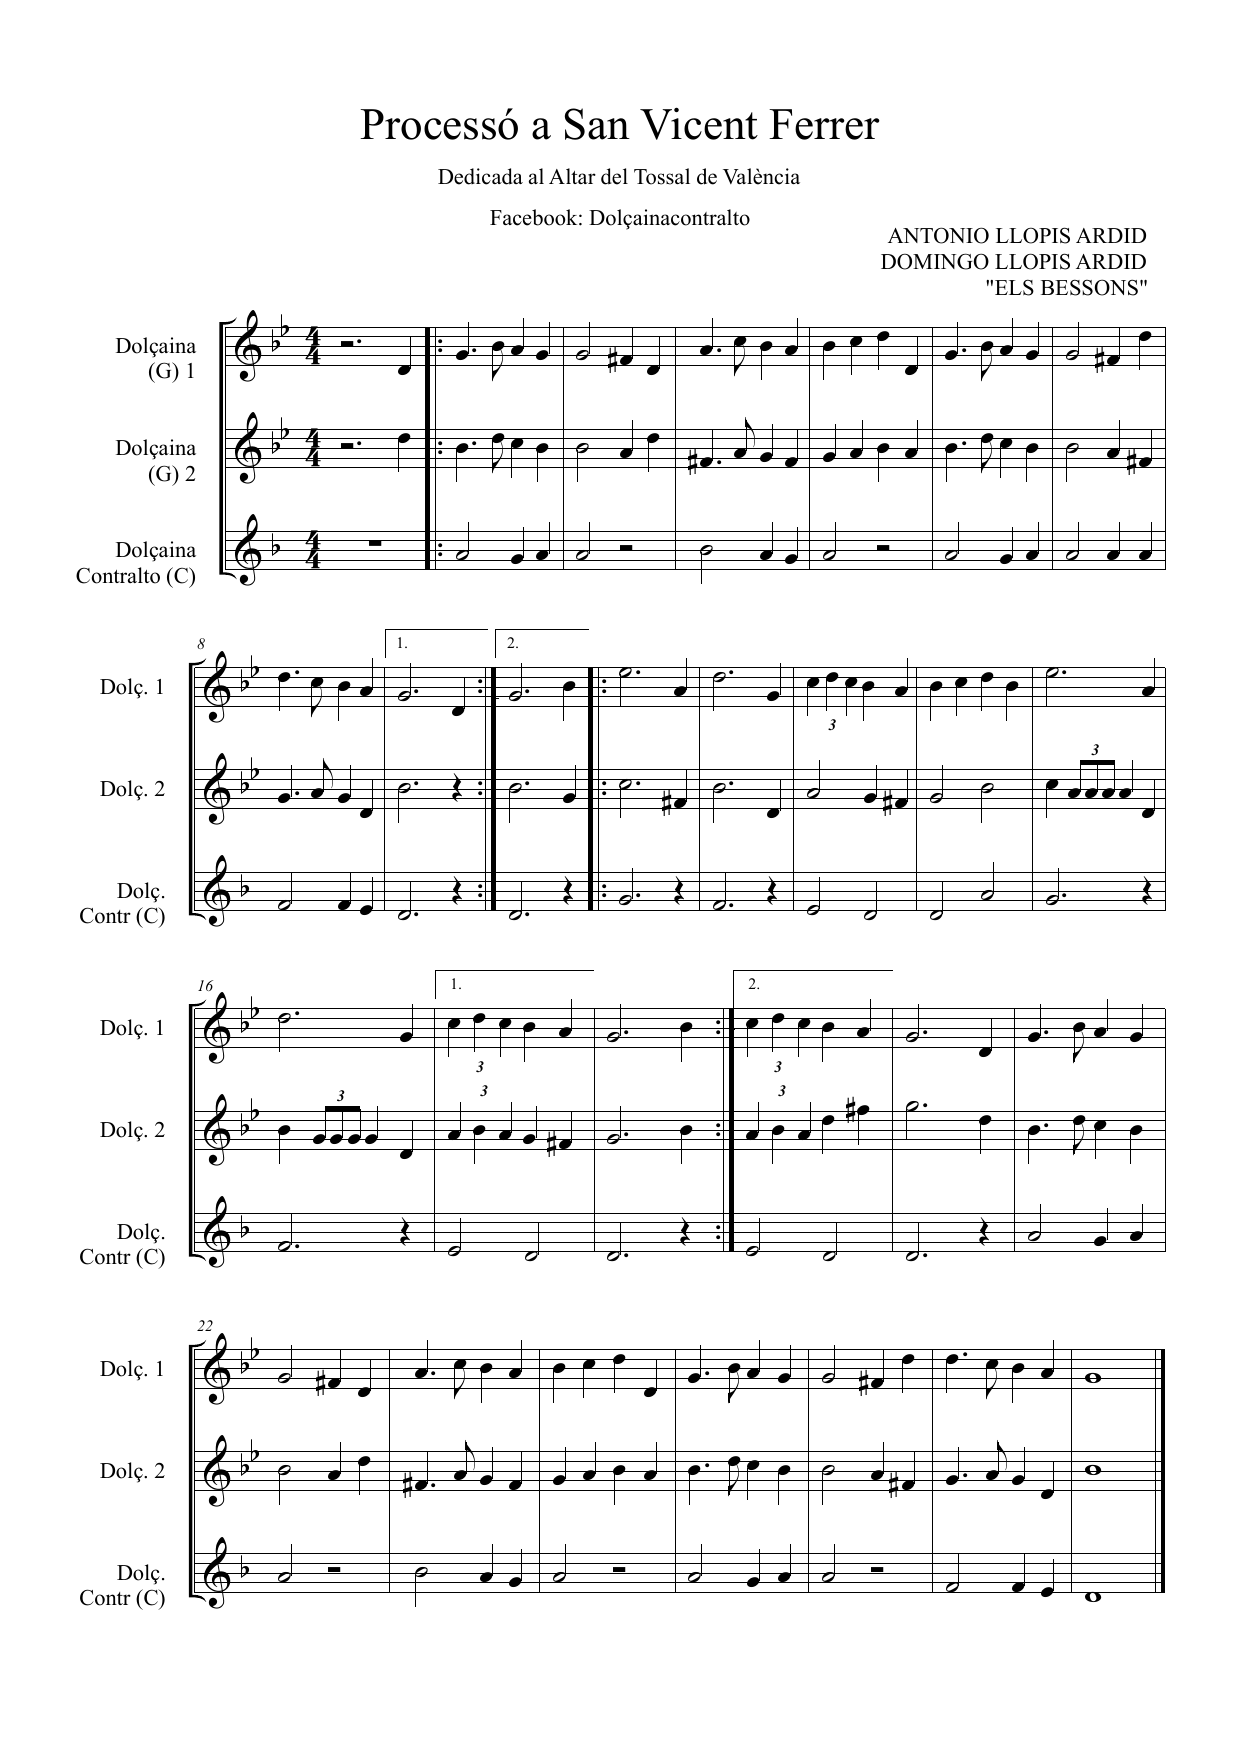 Processó a San Vicent Ferrer
Dedicada al Altar del Tossal de València
Facebook: Dolçainacontralto
ANTONIO LLOPIS ARDID
DOMINGO LLOPIS ARDID
"ELS BESSONS"
Dolçaina
(G) 1
Dolçaina
(G) 2
Dolçaina
Contralto (C)
8
1.
2.
Dolç. 1
3
3
Dolç. 2
Dolç.
Contr (C)
16
1.
2.
Dolç. 1
3
3
3
3
3
Dolç. 2
Dolç.
Contr (C)
22
Dolç. 1
Dolç. 2
Dolç.
Contr (C)